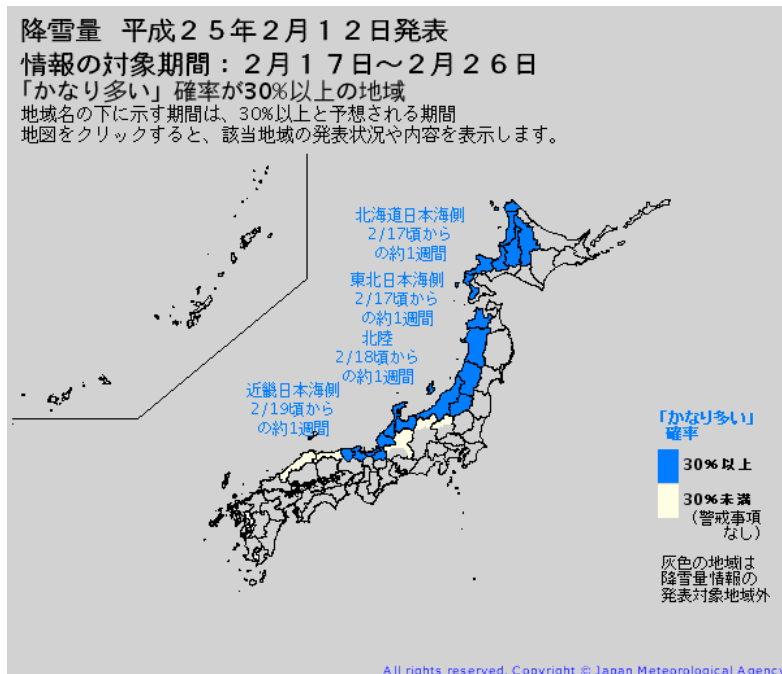 降雪量 平成２５年２月１２日発表
情報の対象期間：２月１７日～２月２６日
「かなり多い」確率が30%以上の地域
地域名の下に示す期間は、30%以上と予想される期間
地図をクリックすると、該当地域の発表状況や内容を表示します。
北海道日本海側
2/17頃から
の約1週間
東北日本海側
2/17頃から
の約1週間
北陸
2/18頃から
の約1週間
近畿日本海側
2/19頃から
の約1週間
「かなり多い」
確率
30%以上
30%未満
（警戒事項
なし）
灰色の地域は
降雪量情報の
発表対象地域外
All rights reserved. Copyright © Japan Meteorological Agency